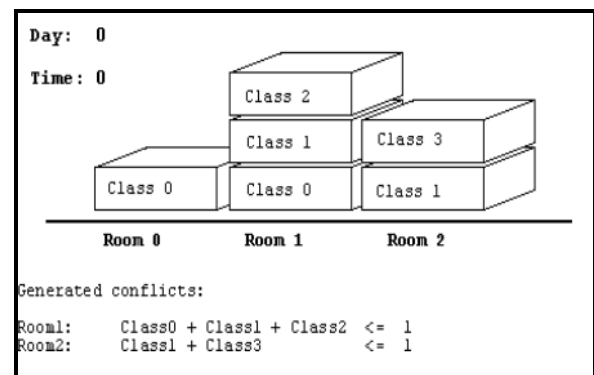 Day: 0
Time: 0
Class 2
Class 1
Class 3
Class 0
Class 0
Class 1
Room 0 Room 1 Room 2
Generated conflicts:
Room1: Class0 + Class1 + Class2 <= 1
Room2: Class1 + Class3 <= 1